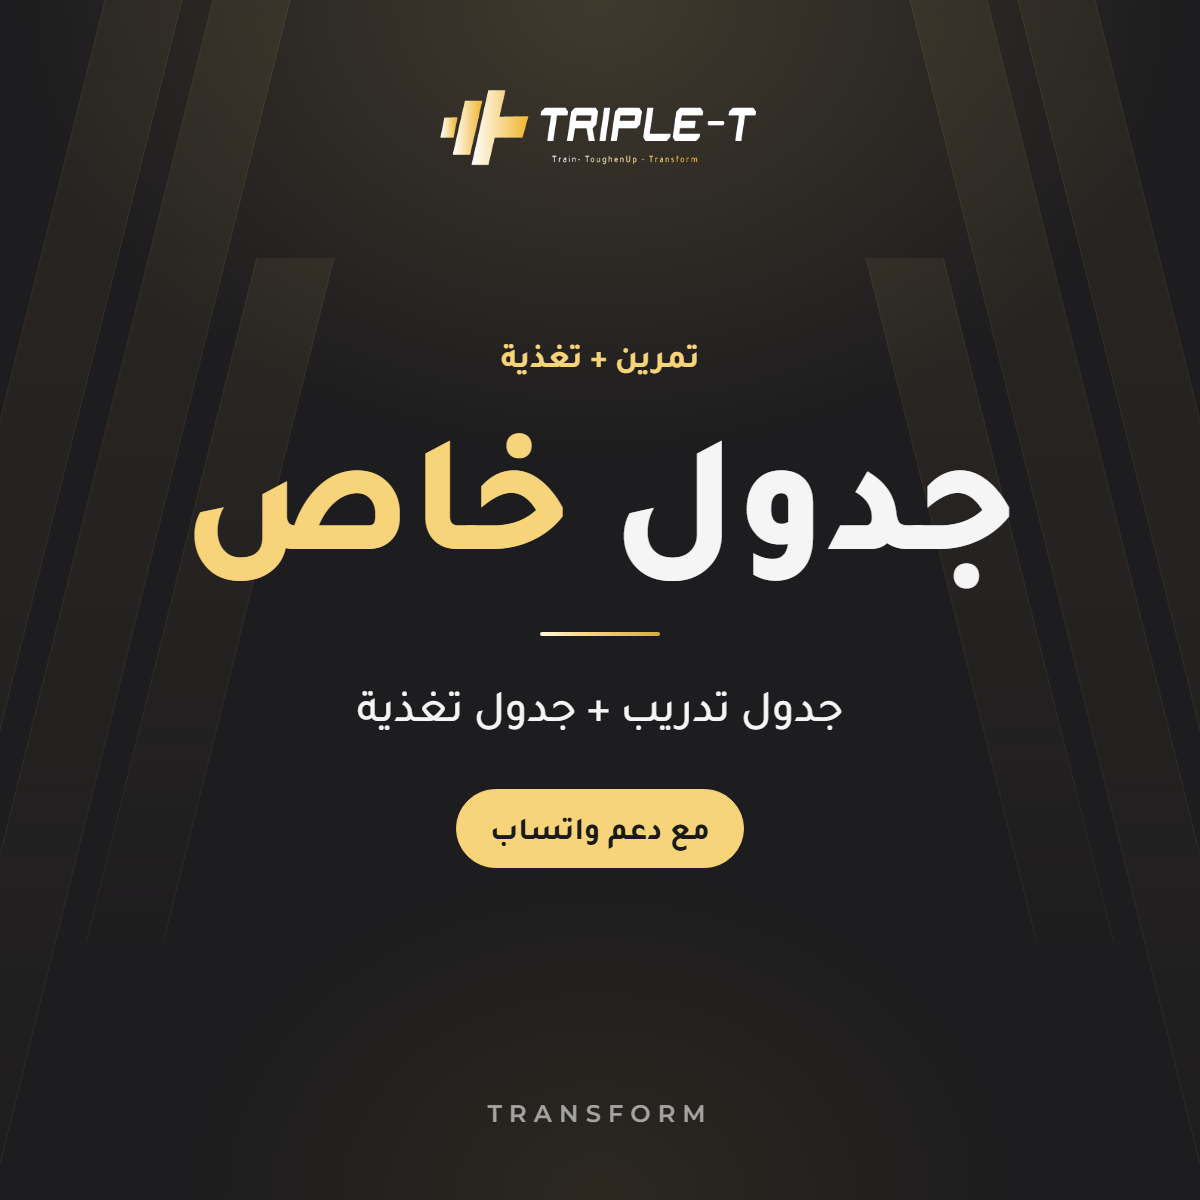 TRIPLE-T
Train- ToughenUp - Transform
تمرين + تغذية
جدول خاص
جدول تدريب + جدول تغذية
مع دعم واتساب
TRANSFORM